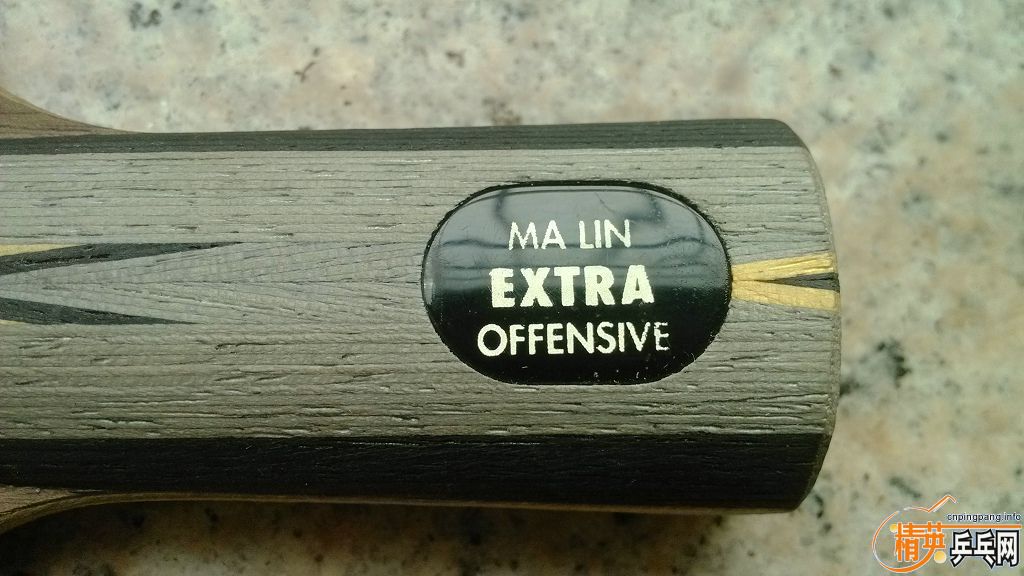 MA LIN
EXTRA
OFFENSIVE
cnpingpang.info
精英乒乓网